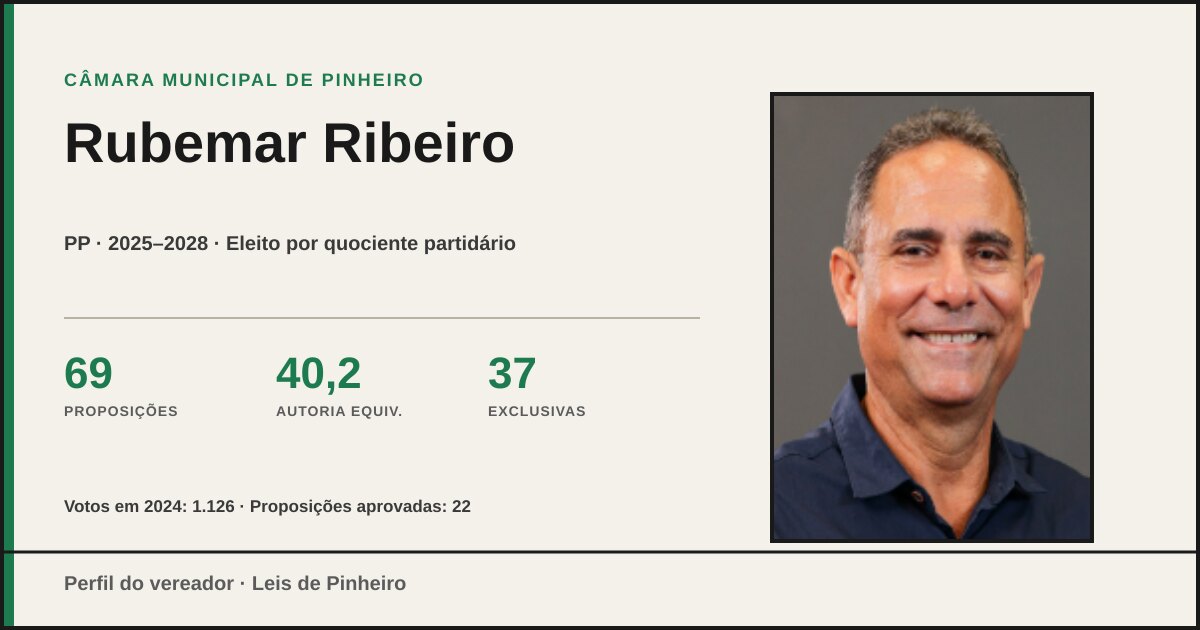 CÂMARA MUNICIPAL DE PINHEIRO
Rubemar Ribeiro
PP · 2025–2028 · Eleito por quociente partidário
69
PROPOSIÇÕES
40,2
AUTORIA EQUIV.
37
EXCLUSIVAS
Votos em 2024: 1.126 · Proposições aprovadas: 22
Perfil do vereador · Leis de Pinheiro